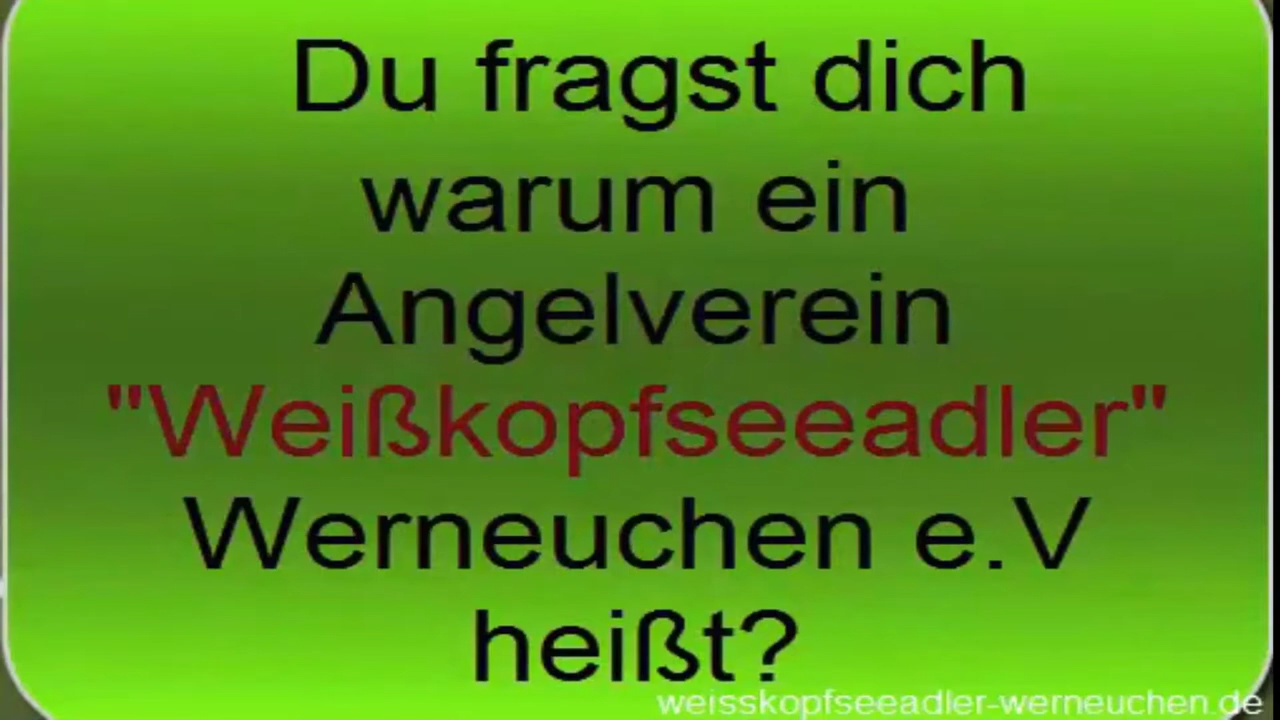 Du fragst dich
warum ein
Angelverein
"Weißkopfseeadler"
Werneuchen e.V
heißt?
weisskopfseeadler-werneuchen.de